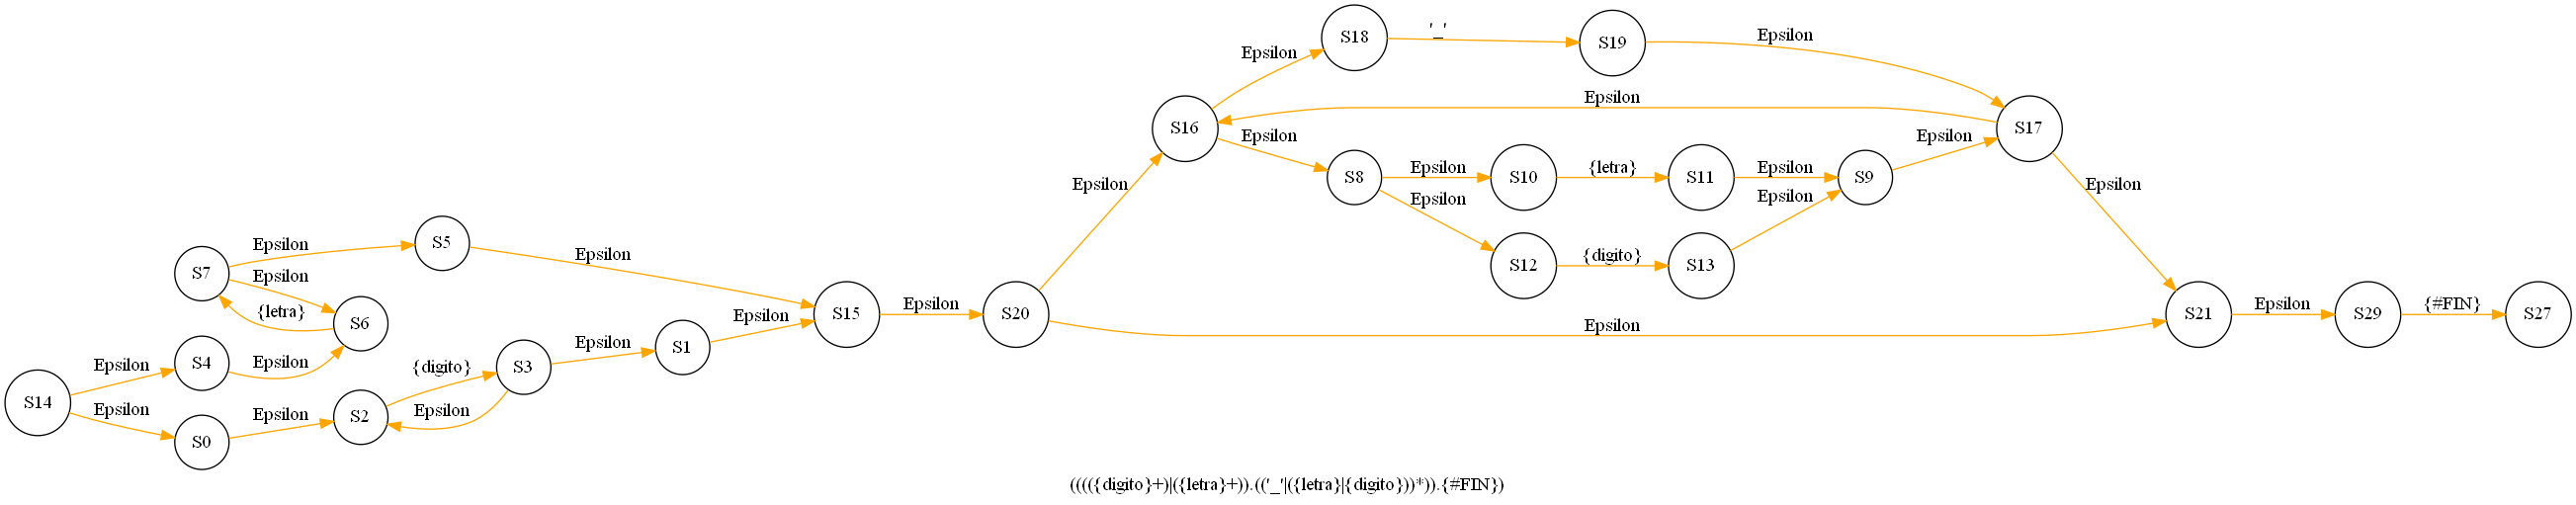 S18
'_'
S19
Epsilon
Epsilon
Epsilon
S16
Epsilon
Epsilon
S17
Epsilon
S8
Epsilon
S10
{letra}
S11
Epsilon
S9
Epsilon
Epsilon
Epsilon
Epsilon
S7
Epsilon
S5
Epsilon
Epsilon
S12
{digito}
S13
{letra}
S6
S15
Epsilon
S20
Epsilon
S21
Epsilon
S29
{#FIN}
S27
Epsilon
S4
Epsilon
Epsilon
S1
Epsilon
{digito}
S3
S14
Epsilon
S0
Epsilon
S2
Epsilon
((((({digito}+)|({letra}+)).(('_'|({letra}|{digito}))*)).{#FIN})